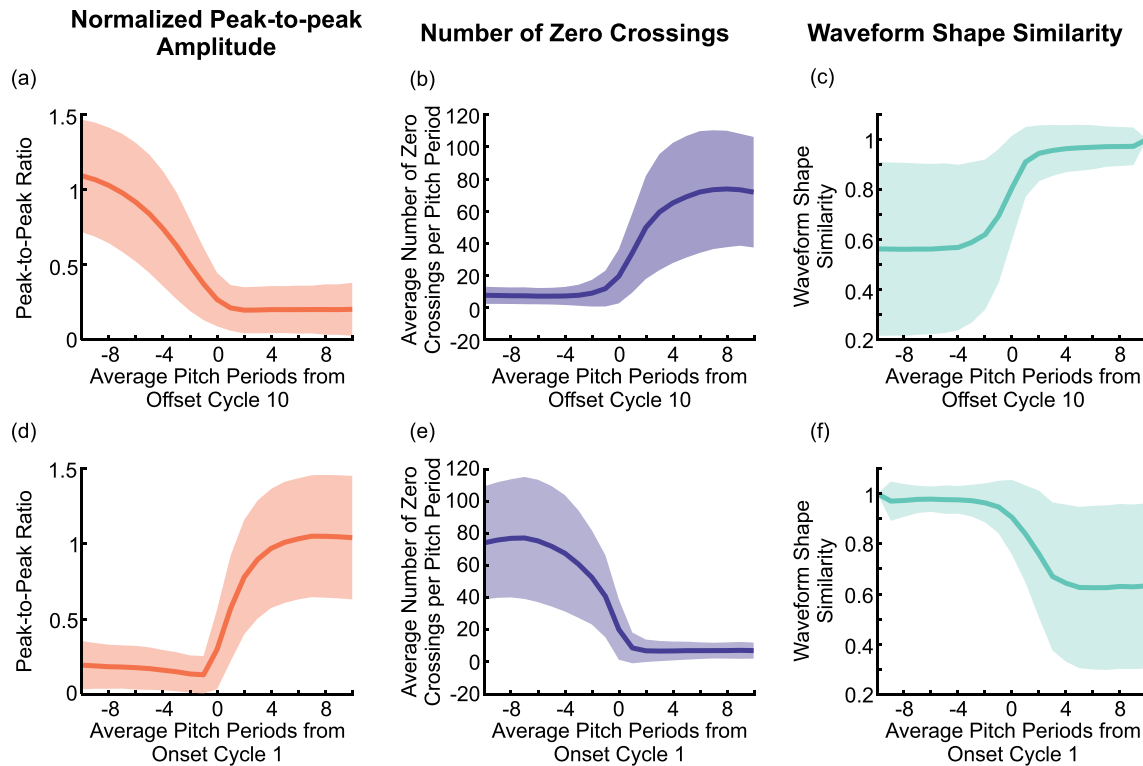 Normalized Peak-to-peak
Amplitude
Number of Zero Crossings
Waveform Shape Similarity
(a)
Peak-to-Peak Ratio
1.5
1
0.5
0
-8 -4 0 4 8
Average Pitch Periods from
Offset Cycle 10
(b)
Average Number of Zero
Crossings per Pitch Period
120
100
80
60
40
20
0
-20
-8 -4 0 4 8
Average Pitch Periods from
Offset Cycle 10
(c)
Waveform Shape
Similarity
1
0.8
0.6
0.4
0.2
-8 -4 0 4 8
Average Pitch Periods from
Offset Cycle 10
(d)
Peak-to-Peak Ratio
1.5
1
0.5
0
-8 -4 0 4 8
Average Pitch Periods from
Onset Cycle 1
(e)
Average Number of Zero
Crossings per Pitch Period
120
100
80
60
40
20
0
-20
-8 -4 0 4 8
Average Pitch Periods from
Onset Cycle 1
(f)
Waveform Shape
Similarity
1
0.8
0.6
0.4
0.2
-8 -4 0 4 8
Average Pitch Periods from
Onset Cycle 1